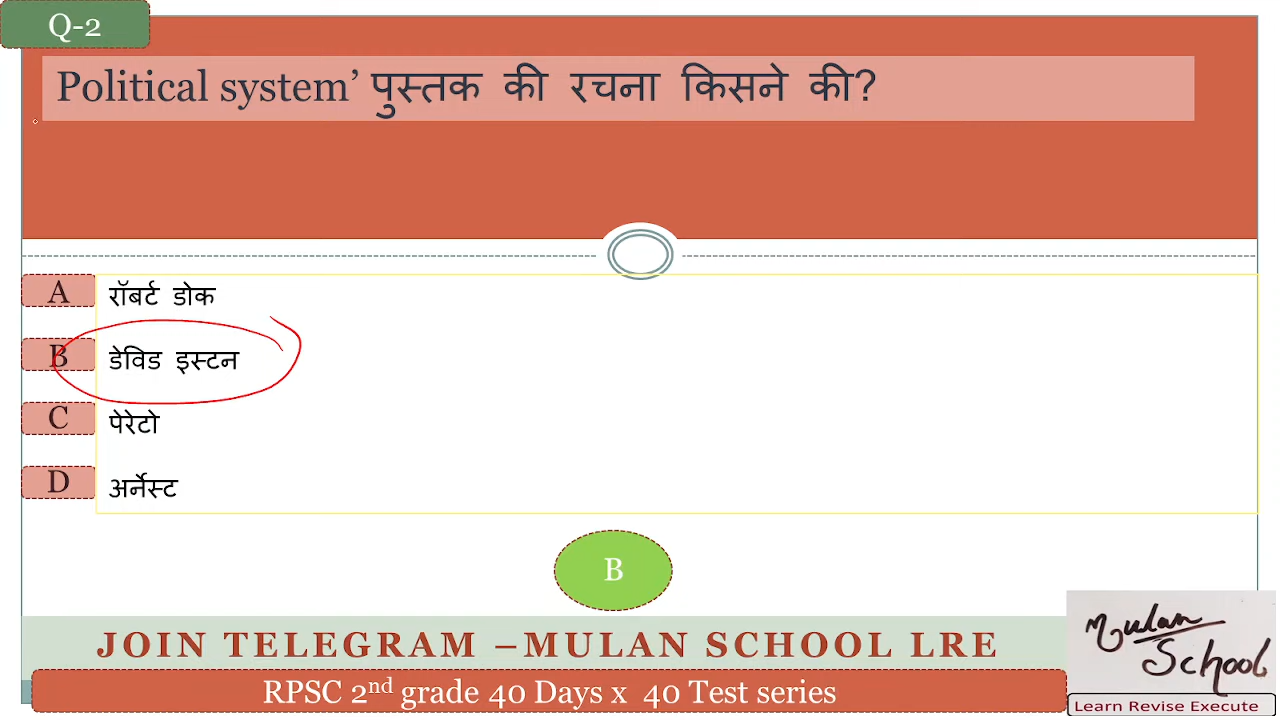 Q-2
Political system’ पुस्तक की रचना किसने की?
A रॉबर्ट डोक
B डेविड इस्टन
C पेरेटो
D अर्नेस्ट
B
JOIN TELEGRAM –MULAN SCHOOL LRE
RPSC 2nd grade 40 Days x 40 Test series
Mulan
School
Learn Revise Execute